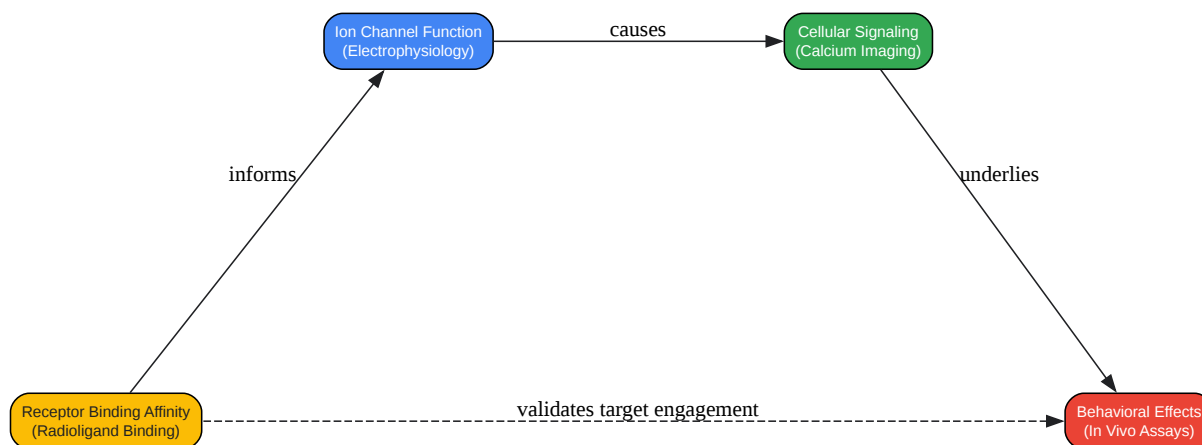 Ion Channel Function
(Electrophysiology)
causes
Cellular Signaling
(Calcium Imaging)
informs
underlies
Receptor Binding Affinity
(Radioligand Binding)
validates target engagement
Behavioral Effects
(In Vivo Assays)